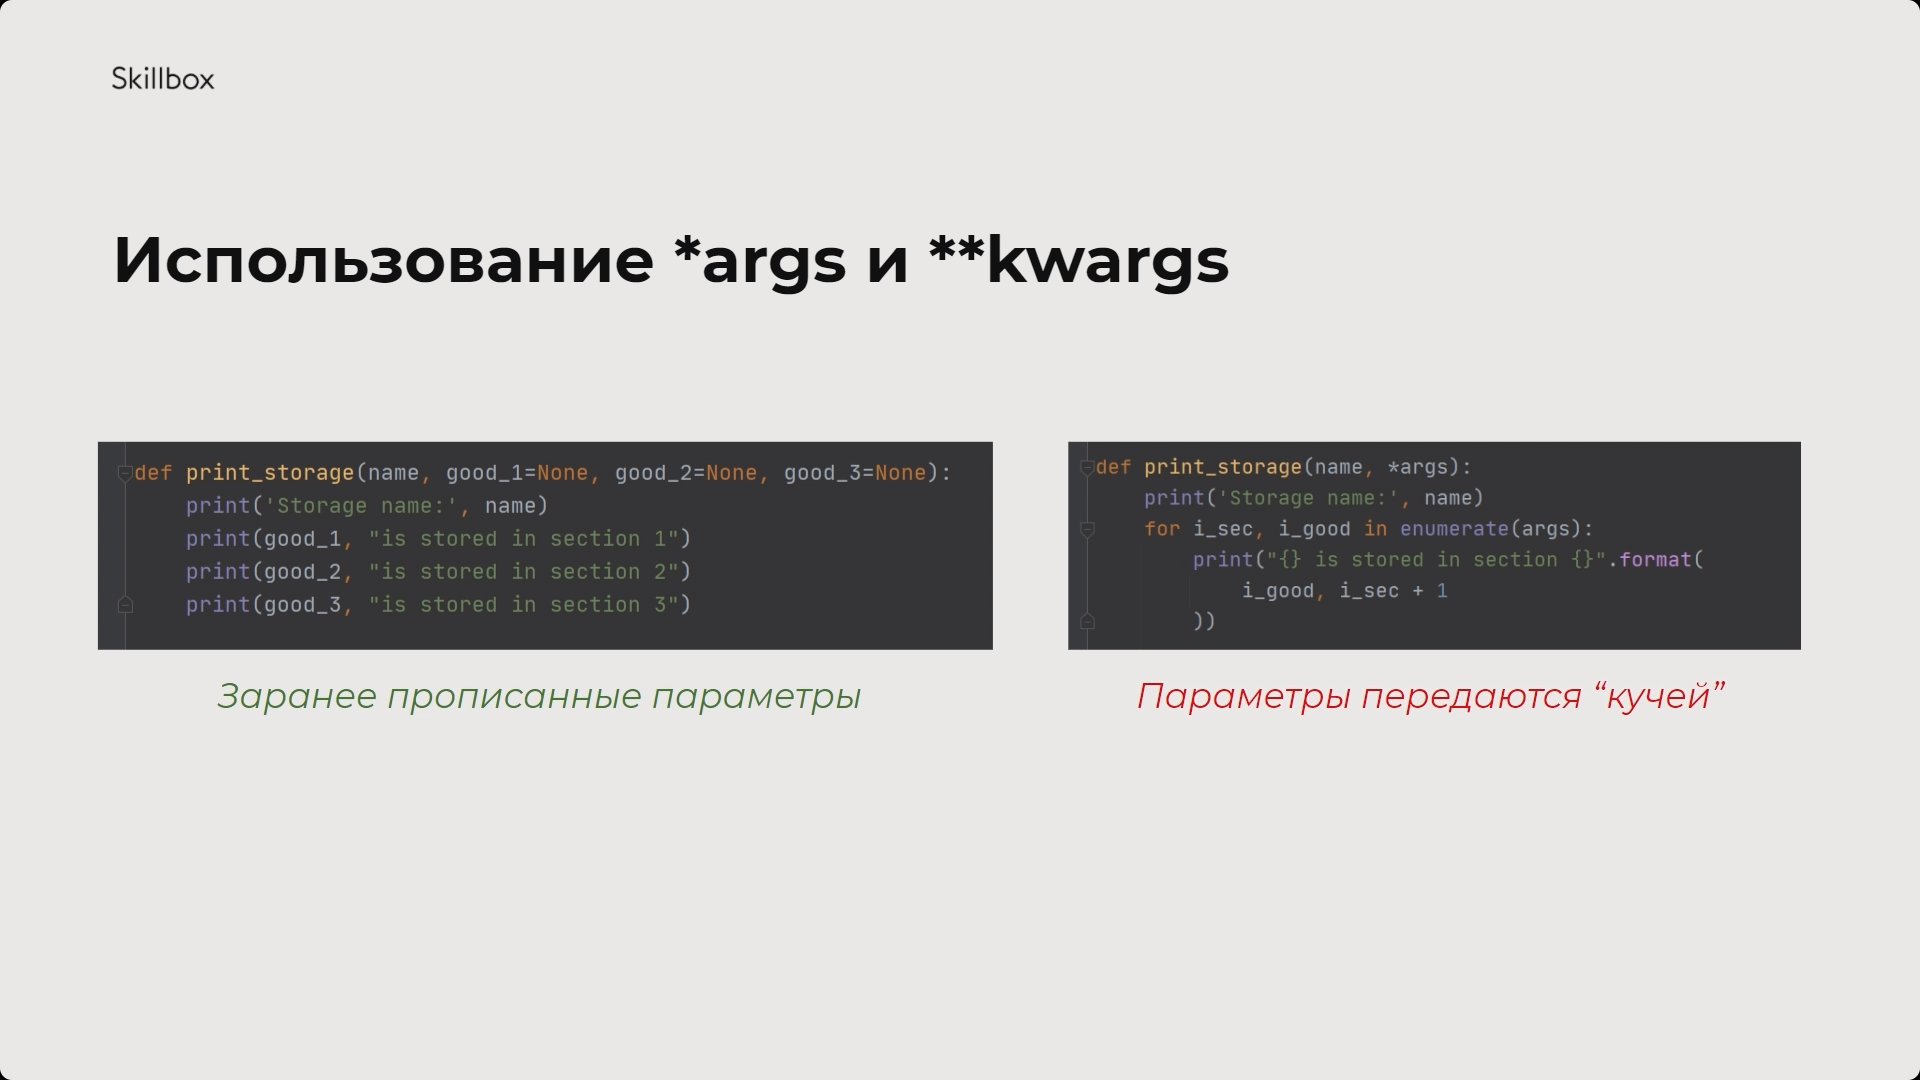 Skillbox
Использование *args и **kwargs
def print_storage(name, good_1=None, good_2=None, good_3=None):
    print('Storage name:', name)
    print(good_1, "is stored in section 1")
    print(good_2, "is stored in section 2")
    print(good_3, "is stored in section 3")
Заранее прописанные параметры
def print_storage(name, *args):
    print('Storage name:', name)
    for i_sec, i_good in enumerate(args):
        print("{} is stored in section {}".format(
            i_good, i_sec + 1
        ))
Параметры передаются “кучей”